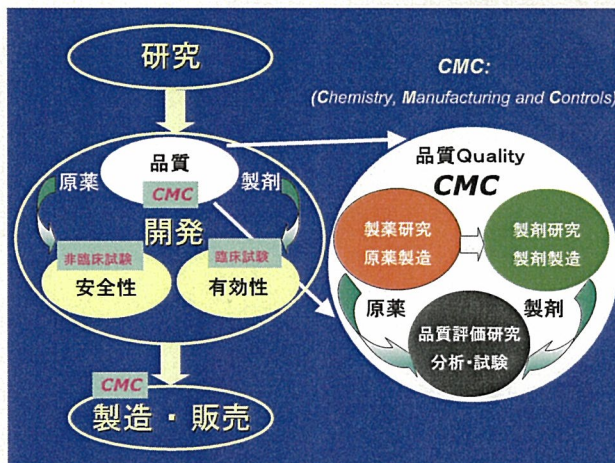 研究
CMC:
(Chemistry, Manufacturing and Controls)
品質
CMC
原薬
製剤
開発
非臨床試験
安全性
臨床試験
有効性
CMC
製造・販売
品質Quality
CMC
製薬研究
原薬製造
製剤研究
製剤製造
原薬
製剤
品質評価研究
分析・試験